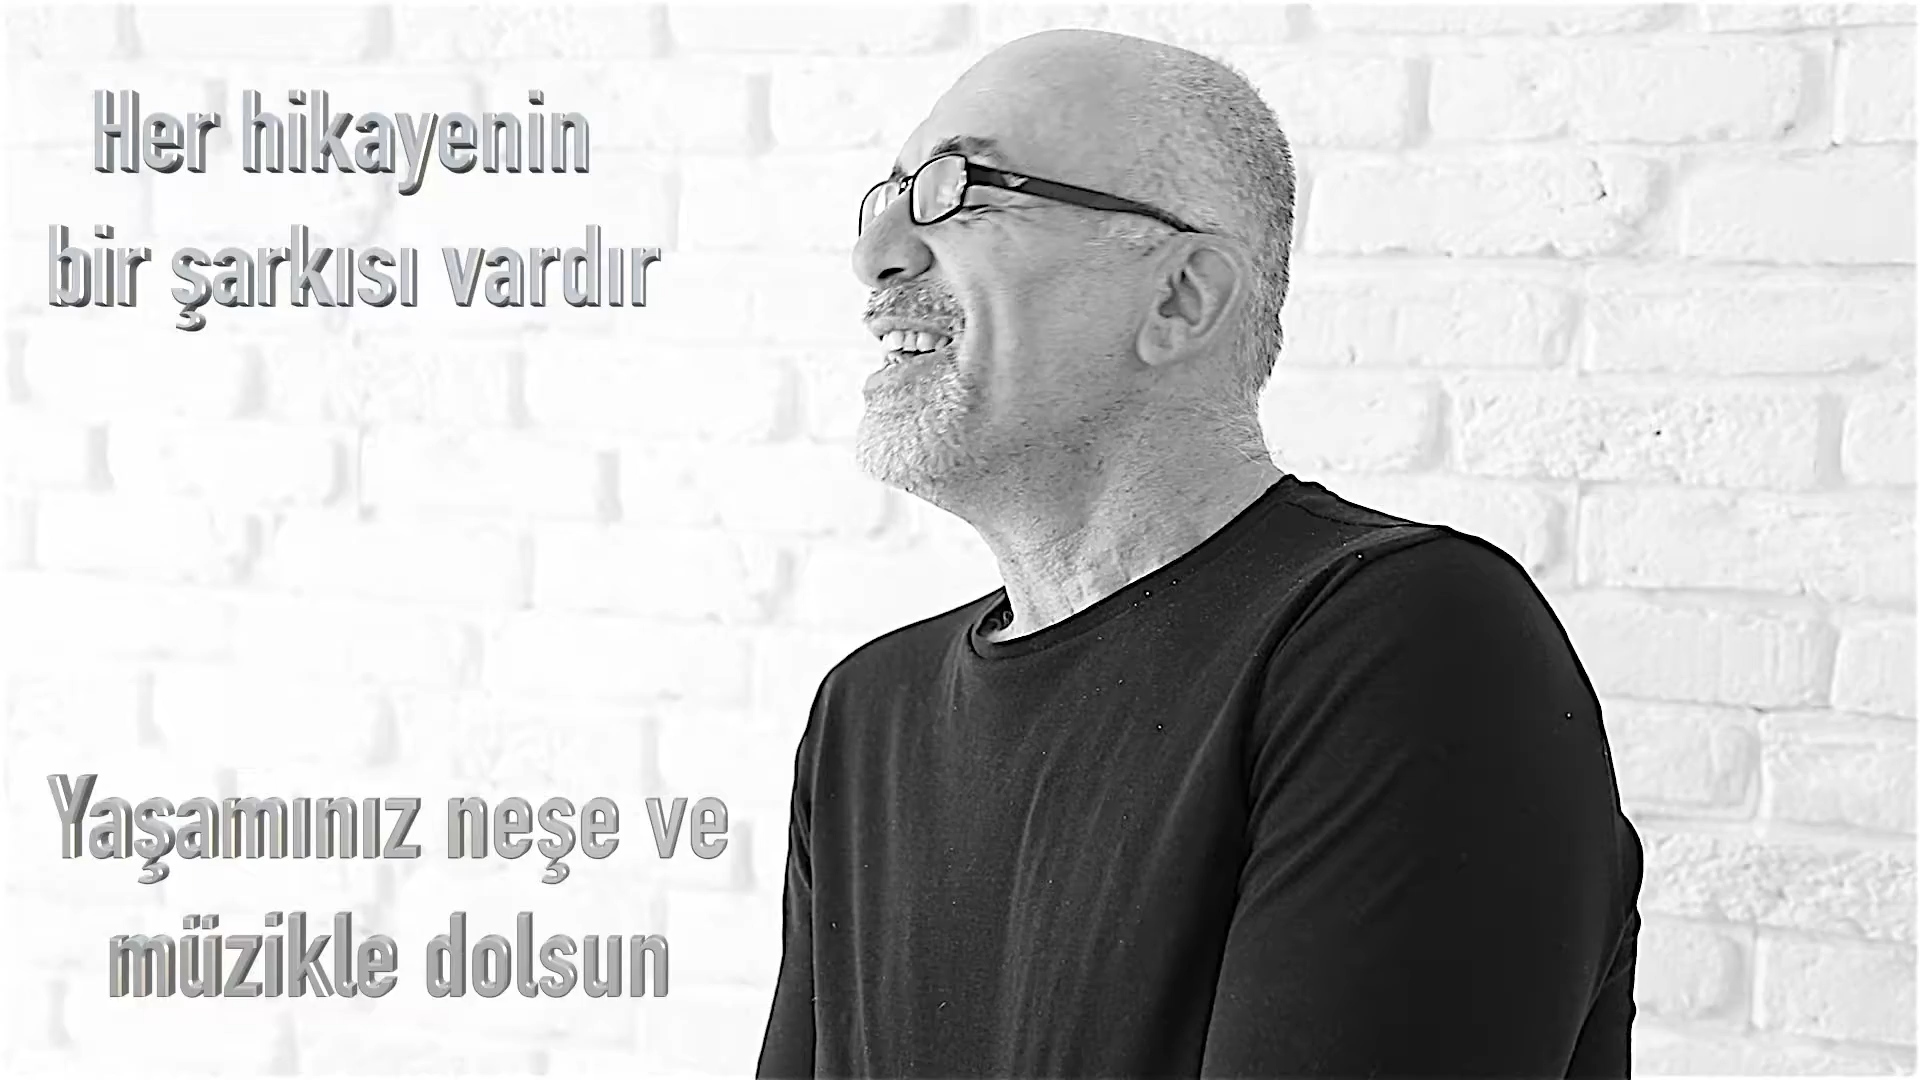 Her hikayenin
bir şarkısı vardır
Yaşamınız neşe ve
müzikle dolsun